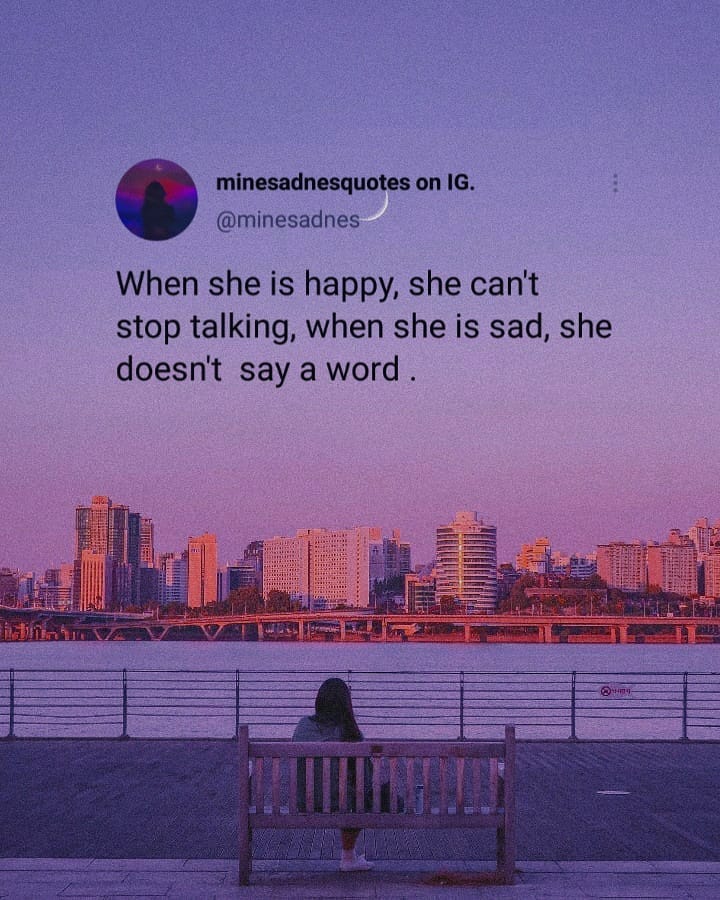 minesadnesquotes on IG.
@minesadnes
When she is happy, she can't
stop talking, when she is sad, she
doesn't  say a word .